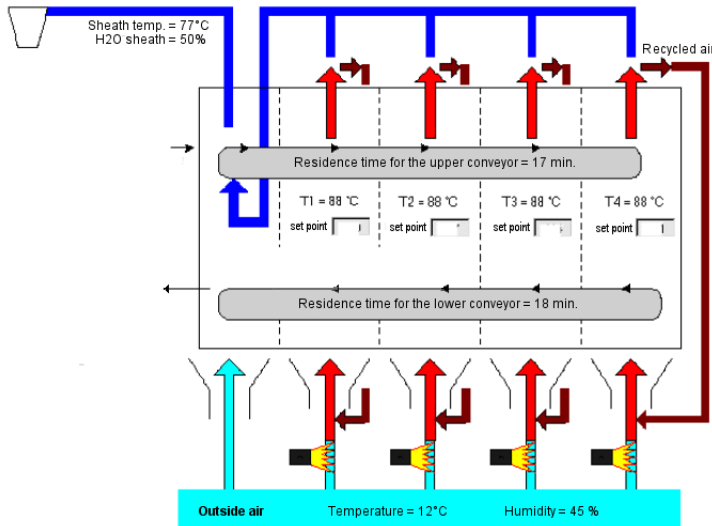 Sheath temp. = 77°C
H2O sheath = 50%
Recycled air
Residence time for the upper conveyor = 17 min.
T1 = 88 °C
T2 = 88 °C
T3 = 88 °C
T4 = 88 °C
set point
set point
set point
set point
Residence time for the lower conveyor = 18 min.
Outside air Temperature = 12°C Humidity = 45 %